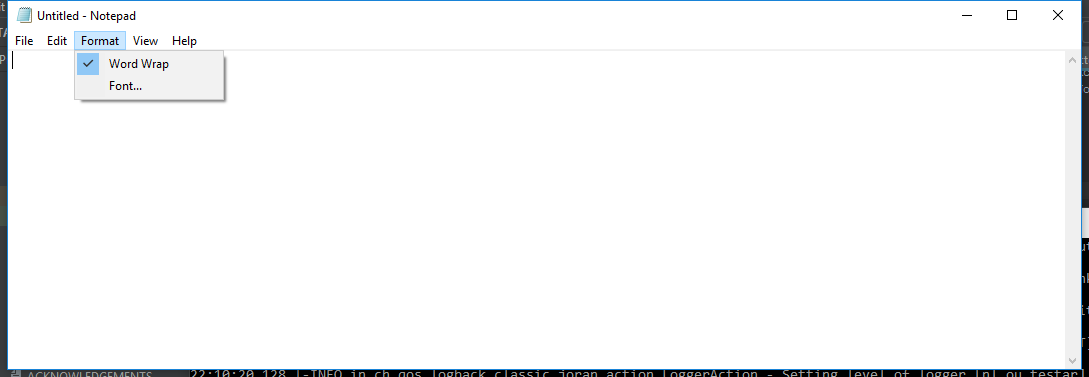 Untitled - Notepad
File Edit Format View Help
Word Wrap
Font...
ACKNOWLEDGEMENTS
22:10:20,128 |-INFO in ch.qos.logback.classic.joran.action.LoggerAction - Setting level of logger [nl.ou.testar